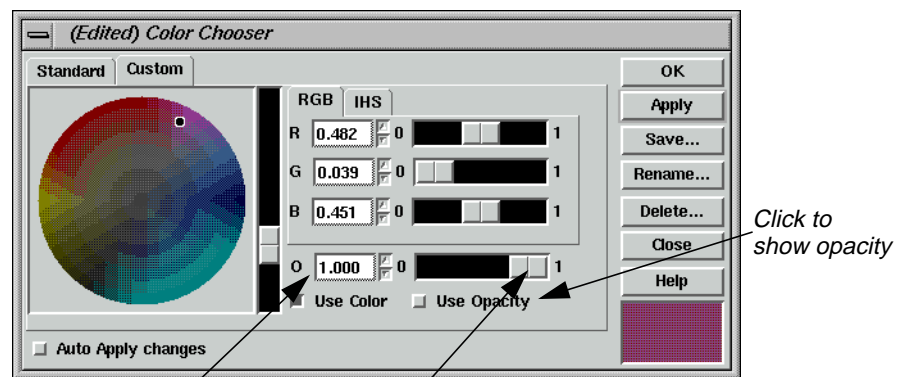 (Edited) Color Chooser
Standard Custom
RGB IHS
R 0.482 0 1
G 0.039 0 1
B 0.451 0 1
O 1.000 0 1
Use Color Use Opacity
Auto Apply changes
OK
Apply
Save...
Rename...
Delete...
Close
Help
Click to
show opacity